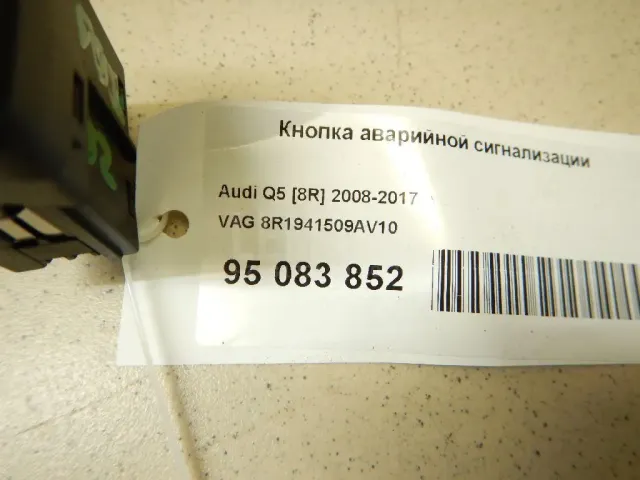 Кнопка аварийной сигнализации
Audi Q5 [8R] 2008-2017
VAG 8R1941509AV10
95 083 852